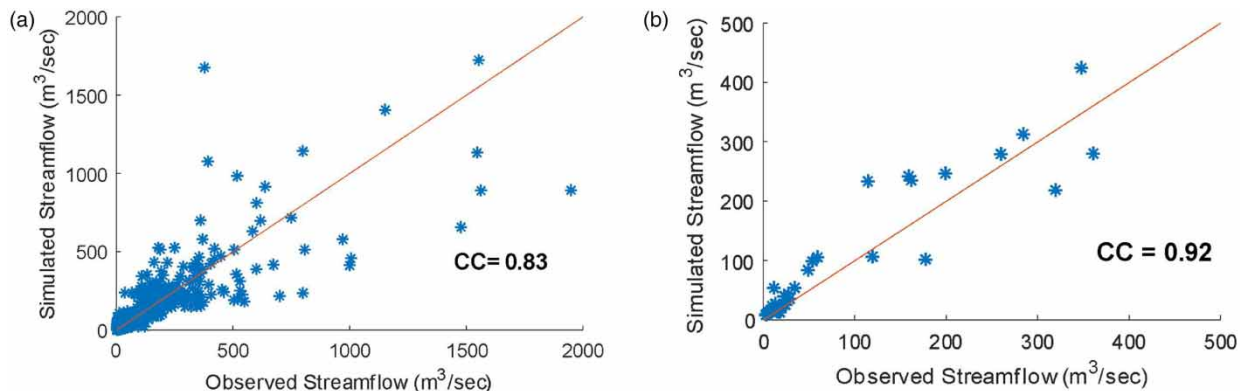 (a)
2000
1500
1000
500
0
Simulated Streamflow (m³/sec)
CC= 0.83
0 500 1000 1500 2000
Observed Streamflow (m³/sec)
(b)
500
400
300
200
100
0
Simulated Streamflow (m³/sec)
CC = 0.92
0 100 200 300 400 500
Observed Streamflow (m³/sec)